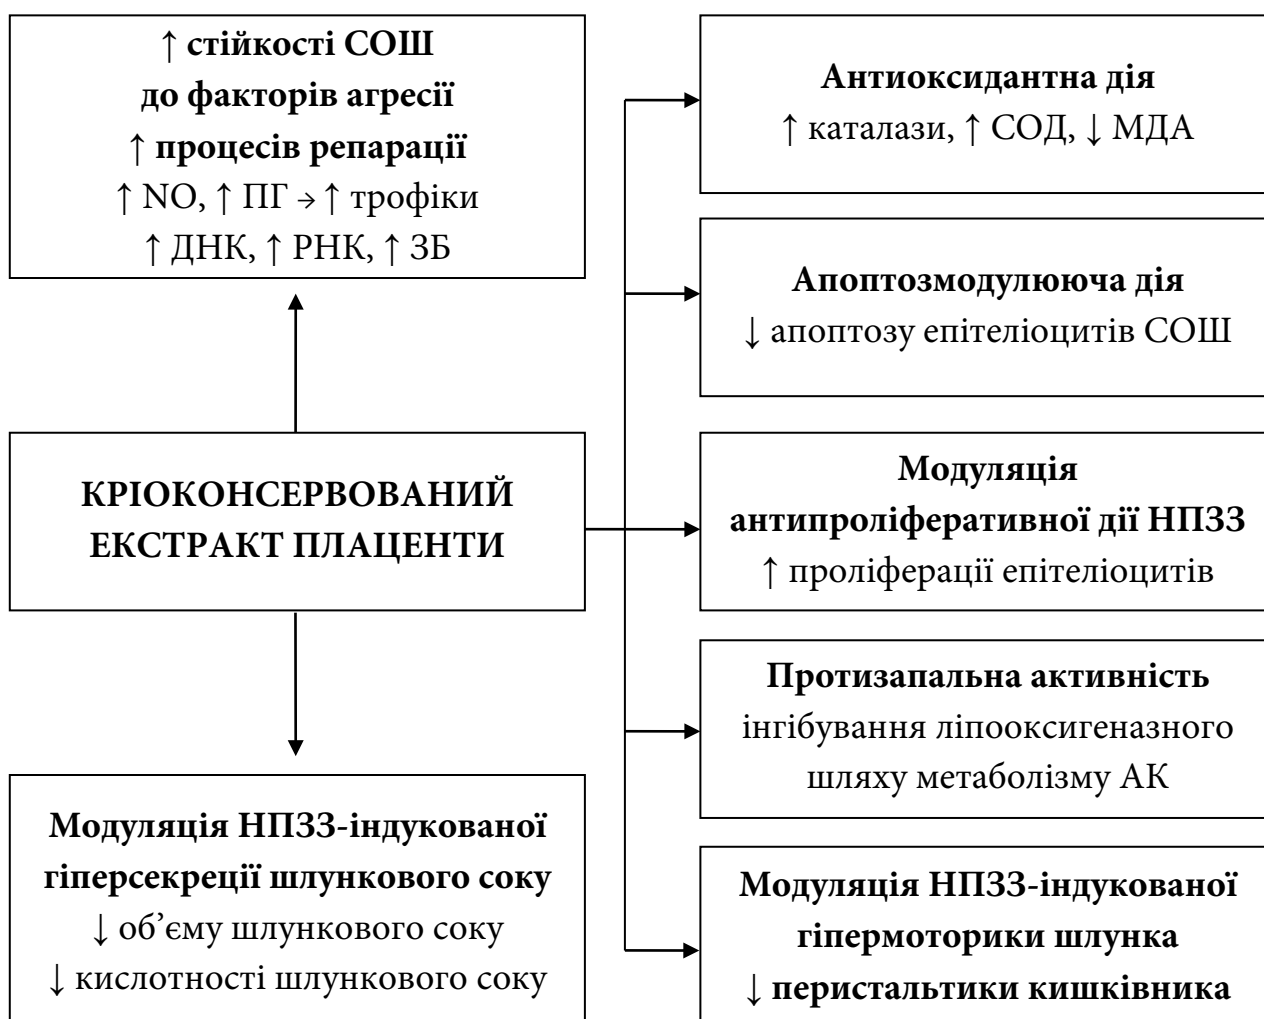 ↑ стійкості СОШ
до факторів агресії
↑ процесів репарації
↑ NO, ↑ ПГ → ↑ трофіки
↑ ДНК, ↑ РНК, ↑ ЗБ
КРІОКОНСЕРВОВАНИЙ
ЕКСТРАКТ ПЛАЦЕНТИ
Модуляція НПЗЗ-індукованої
гіперсекреції шлункового соку
↓ об’єму шлункового соку
↓ кислотності шлункового соку
Антиоксидантна дія
↑ каталази, ↑ СОД, ↓ МДА
Апоптозмодулююча дія
↓ апоптозу епітеліоцитів СОШ
Модуляція
антипроліферативної дії НПЗЗ
↑ проліферації епітеліоцитів
Протизапальна активність
інгібування ліпооксигеназного
шляху метаболізму АК
Модуляція НПЗЗ-індукованої
гіпермоторики шлунка
↓ перистальтики кишківника